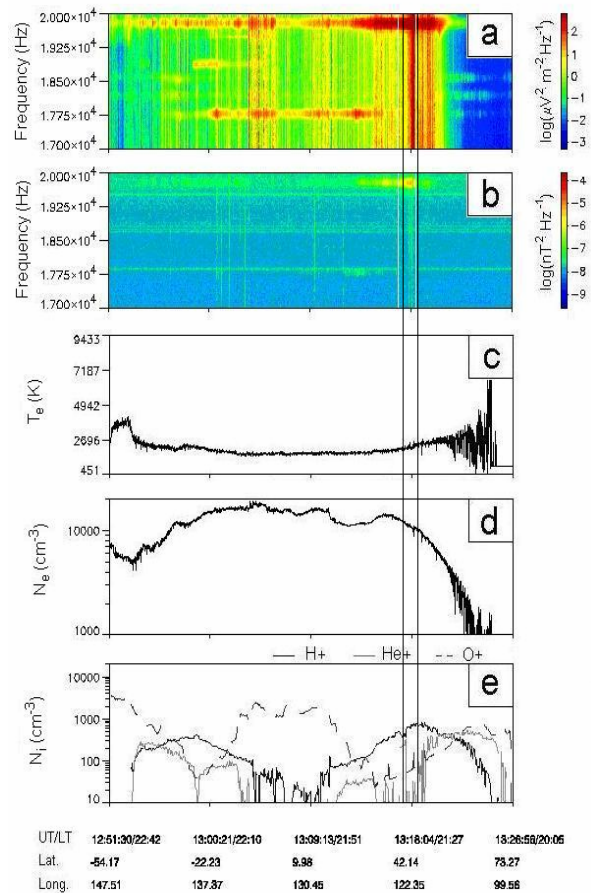 2.000×10⁴
1.925×10⁴
1.850×10⁴
1.775×10⁴
1.700×10⁴
Frequency (Hz)
a
2
1
0
-1
-2
-3
log(μV² m⁻² Hz⁻¹)
2.000×10⁴
1.925×10⁴
1.850×10⁴
1.775×10⁴
1.700×10⁴
Frequency (Hz)
b
-4
-5
-6
-7
-8
-9
log(nT² Hz⁻¹)
9433
7187
4942
2696
451
Tₑ (K)
c
10000
1000
Nₑ (cm⁻³)
d
H+ He+ O+
10000
1000
100
10
Nᵢ (cm⁻³)
e
UT/LT 12:51:30/22:42 13:00:21/22:10 13:09:13/21:51 13:18:04/21:27 13:26:56/20:05
Lat. -54.17 -22.23 9.98 42.14 73.27
Long. 147.51 137.37 130.45 122.35 99.56